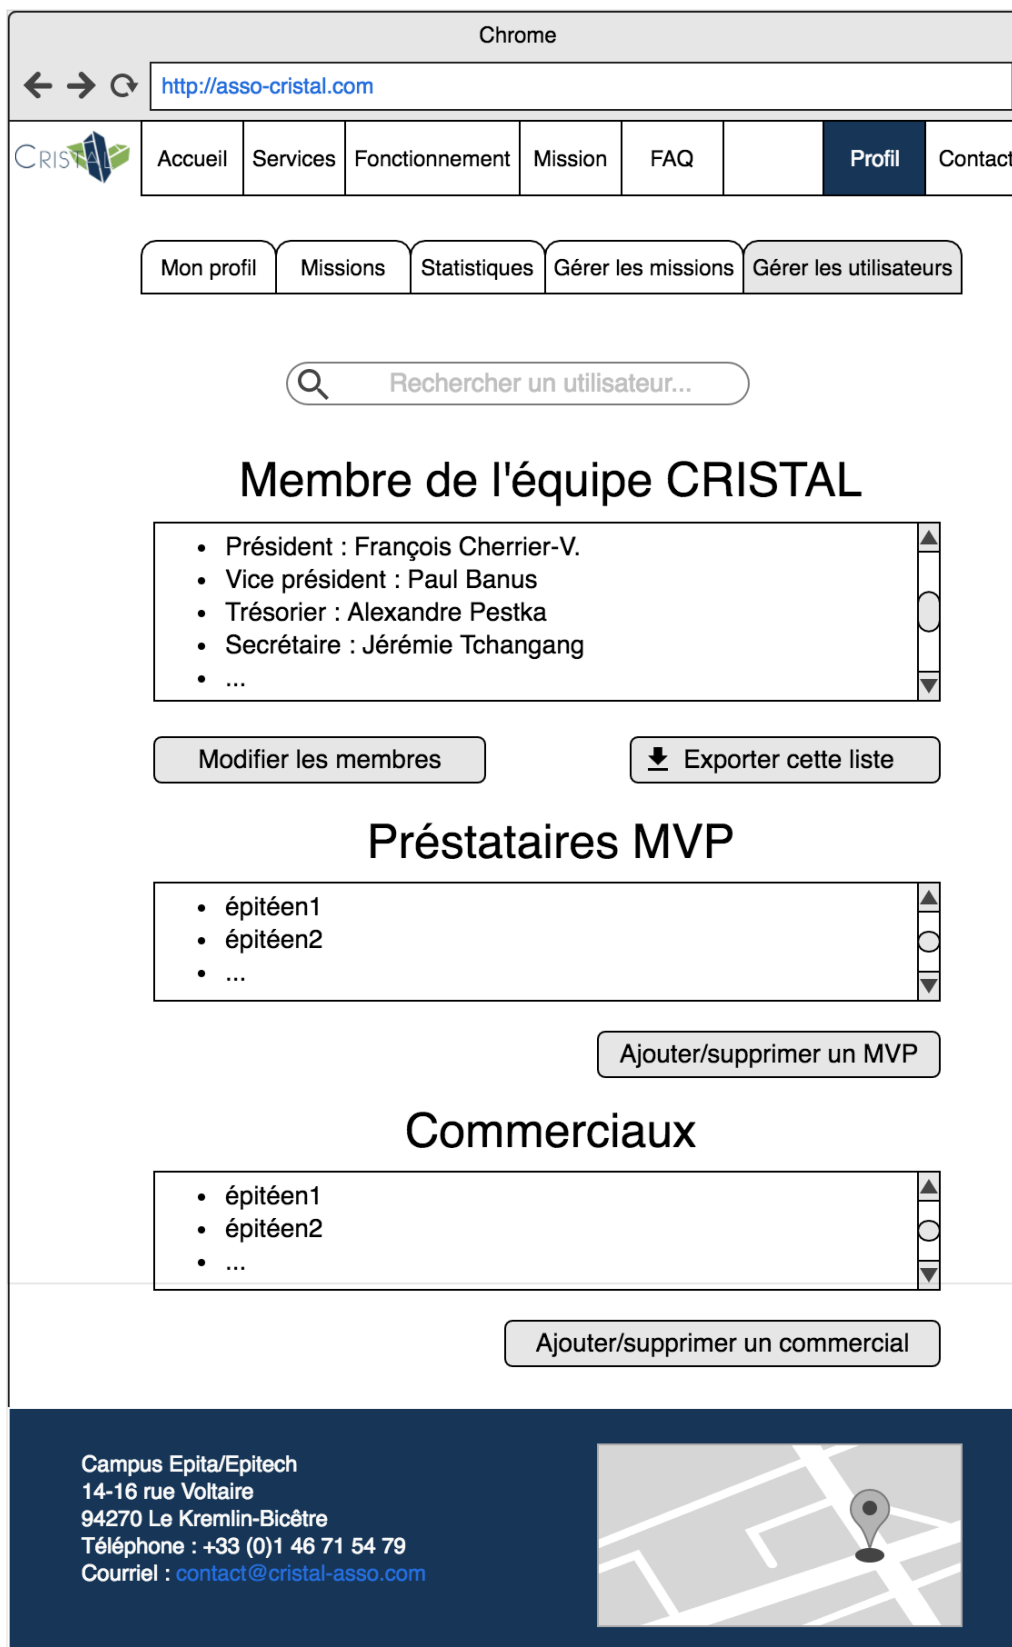 Chrome
http://asso-cristal.com
CRISTAL
Accueil Services Fonctionnement Mission FAQ Profil Contact
Mon profil Missions Statistiques Gérer les missions Gérer les utilisateurs
Rechercher un utilisateur...
Membre de l'équipe CRISTAL
• Président : François Cherrier-V.
• Vice président : Paul Banus
• Trésorier : Alexandre Pestka
• Secrétaire : Jérémie Tchangang
• ...
Modifier les membres Exporter cette liste
Préstataires MVP
• épitéen1
• épitéen2
• ...
Ajouter/supprimer un MVP
Commerciaux
• épitéen1
• épitéen2
• ...
Ajouter/supprimer un commercial
Campus Epita/Epitech
14-16 rue Voltaire
94270 Le Kremlin-Bicêtre
Téléphone : +33 (0)1 46 71 54 79
Courriel : contact@cristal-asso.com